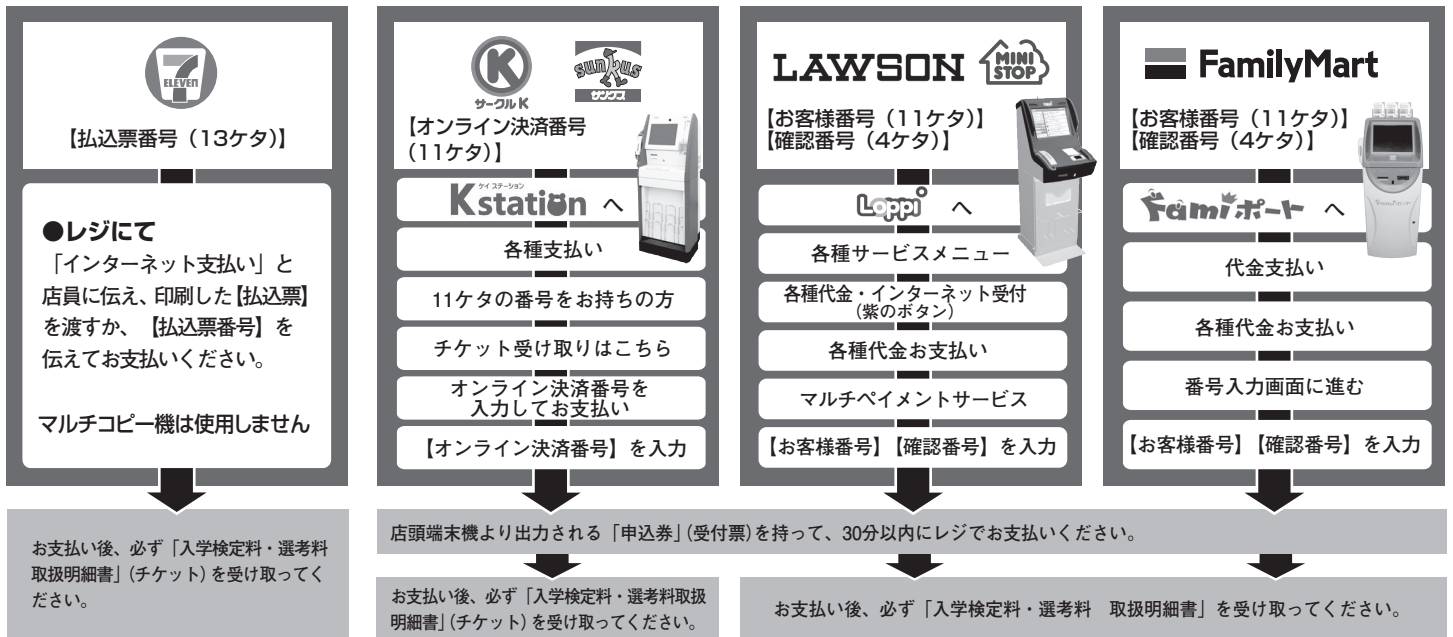 7
ELEVEN
【払込票番号（13ケタ）】
●レジにて
「インターネット支払い」と
店員に伝え、印刷した【払込票】
を渡すか、【払込票番号】を
伝えてお支払いください。
マルチコピー機は使用しません
お支払い後、必ず「入学検定料・選考料
取扱明細書」（チケット）を受け取ってく
ださい。
K
サークルK
sunkus
サンクス
【オンライン決済番号
（11ケタ）】
ケイ ステーション
Kstation へ
各種支払い
11ケタの番号をお持ちの方
チケット受け取りはこちら
オンライン決済番号を
入力してお支払い
【オンライン決済番号】を入力
LAWSON
MINI
STOP
【お客様番号（11ケタ）】
【確認番号（4ケタ）】
Loppi へ
各種サービスメニュー
各種代金・インターネット受付
（紫のボタン）
各種代金お支払い
マルチペイメントサービス
【お客様番号】【確認番号】を入力
FamilyMart
【お客様番号（11ケタ）】
【確認番号（4ケタ）】
Famiポート へ
Famiポート
代金支払い
各種代金お支払い
番号入力画面に進む
【お客様番号】【確認番号】を入力
店頭端末機より出力される「申込券」（受付票）を持って、30分以内にレジでお支払いください。
お支払い後、必ず「入学検定料・選考料取扱
明細書」（チケット）を受け取ってください。
お支払い後、必ず「入学検定料・選考料　取扱明細書」を受け取ってください。